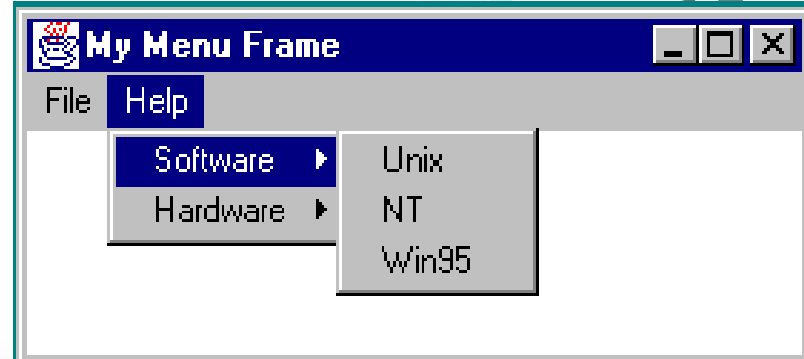 My Menu Frame
File Help
Software Unix
Hardware NT
Win95